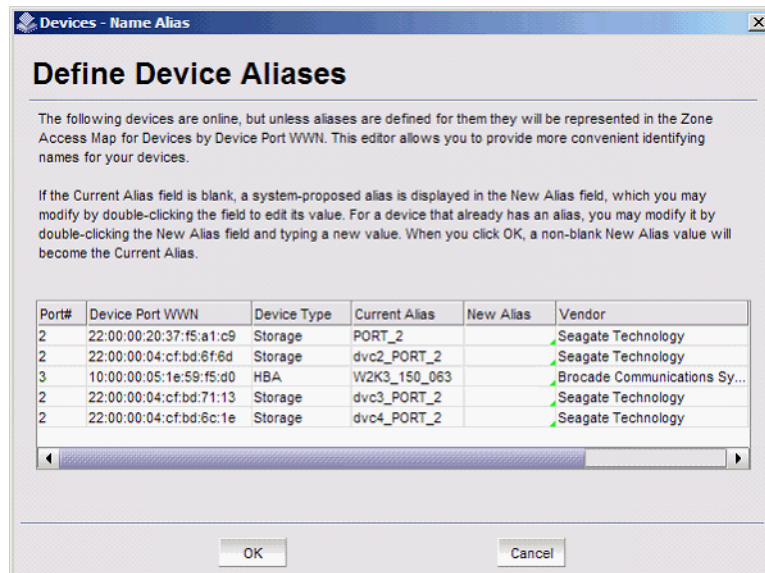 Devices - Name Alias
Define Device Aliases
The following devices are online, but unless aliases are defined for them they will be represented in the Zone
Access Map for Devices by Device Port WWN. This editor allows you to provide more convenient identifying
names for your devices.
If the Current Alias field is blank, a system-proposed alias is displayed in the New Alias field, which you may
modify by double-clicking the field to edit its value. For a device that already has an alias, you may modify it by
double-clicking the New Alias field and typing a new value. When you click OK, a non-blank New Alias value will
become the Current Alias.
Port# Device Port WWN Device Type Current Alias New Alias Vendor
2 22:00:00:20:37:f5:a1:c9 Storage PORT_2 Seagate Technology
2 22:00:00:04:cf:bd:6f:6d Storage dvc2_PORT_2 Seagate Technology
3 10:00:00:05:1e:59:f5:d0 HBA W2K3_150_063 Brocade Communications Sy...
2 22:00:00:04:cf:bd:71:13 Storage dvc3_PORT_2 Seagate Technology
2 22:00:00:04:cf:bd:6c:1e Storage dvc4_PORT_2 Seagate Technology
OK Cancel